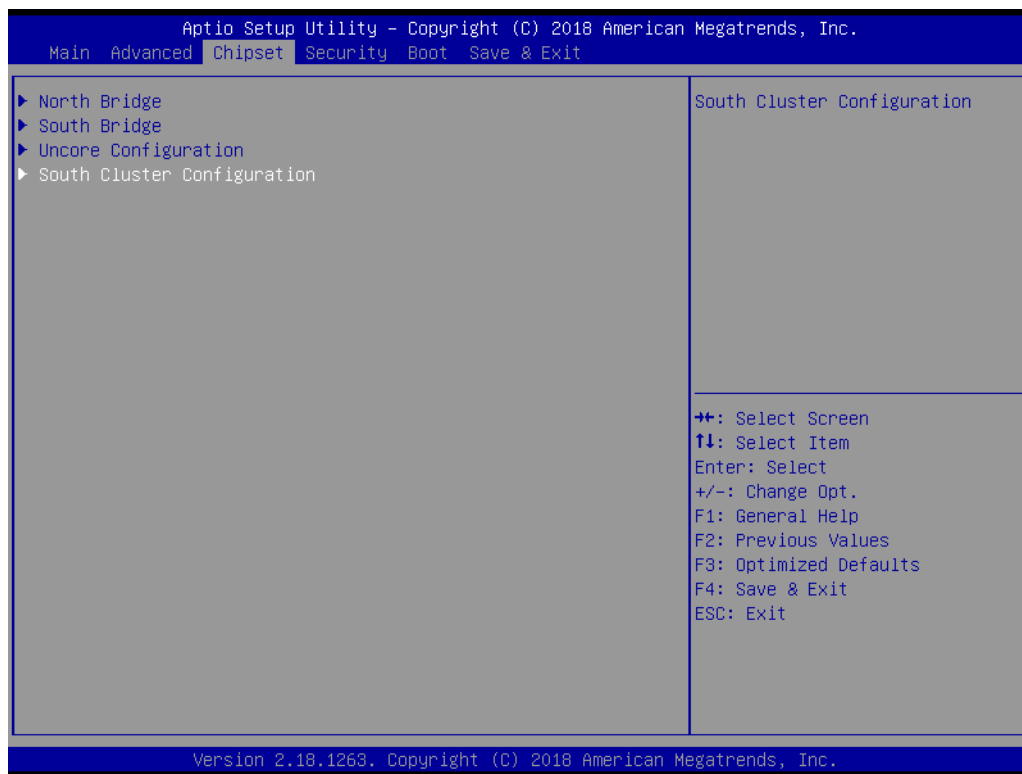 Aptio Setup Utility – Copyright (C) 2018 American Megatrends, Inc.
Main Advanced Chipset Security Boot Save & Exit
▶ North Bridge
▶ South Bridge
▶ Uncore Configuration
▶ South Cluster Configuration
South Cluster Configuration
→←: Select Screen
↑↓: Select Item
Enter: Select
+/-: Change Opt.
F1: General Help
F2: Previous Values
F3: Optimized Defaults
F4: Save & Exit
ESC: Exit
Version 2.18.1263. Copyright (C) 2018 American Megatrends, Inc.